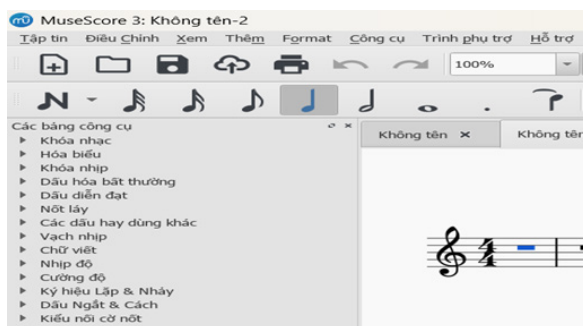 MuseScore 3: Không tên-2
Tập tin Điều Chỉnh Xem Thêm Format Công cụ Trình phụ trợ Hỗ trợ
100%
Các bảng công cụ
Không tên Không tên
Khóa nhạc
Hóa biểu
Khóa nhịp
Dấu hóa bất thường
Dấu diễn đạt
Nốt láy
Các dấu hay dùng khác
Vạch nhịp
Chữ viết
Nhịp độ
Cường độ
Ký hiệu Lặp & Nhảy
Dấu Ngắt & Cách
Kiểu nối cờ nốt